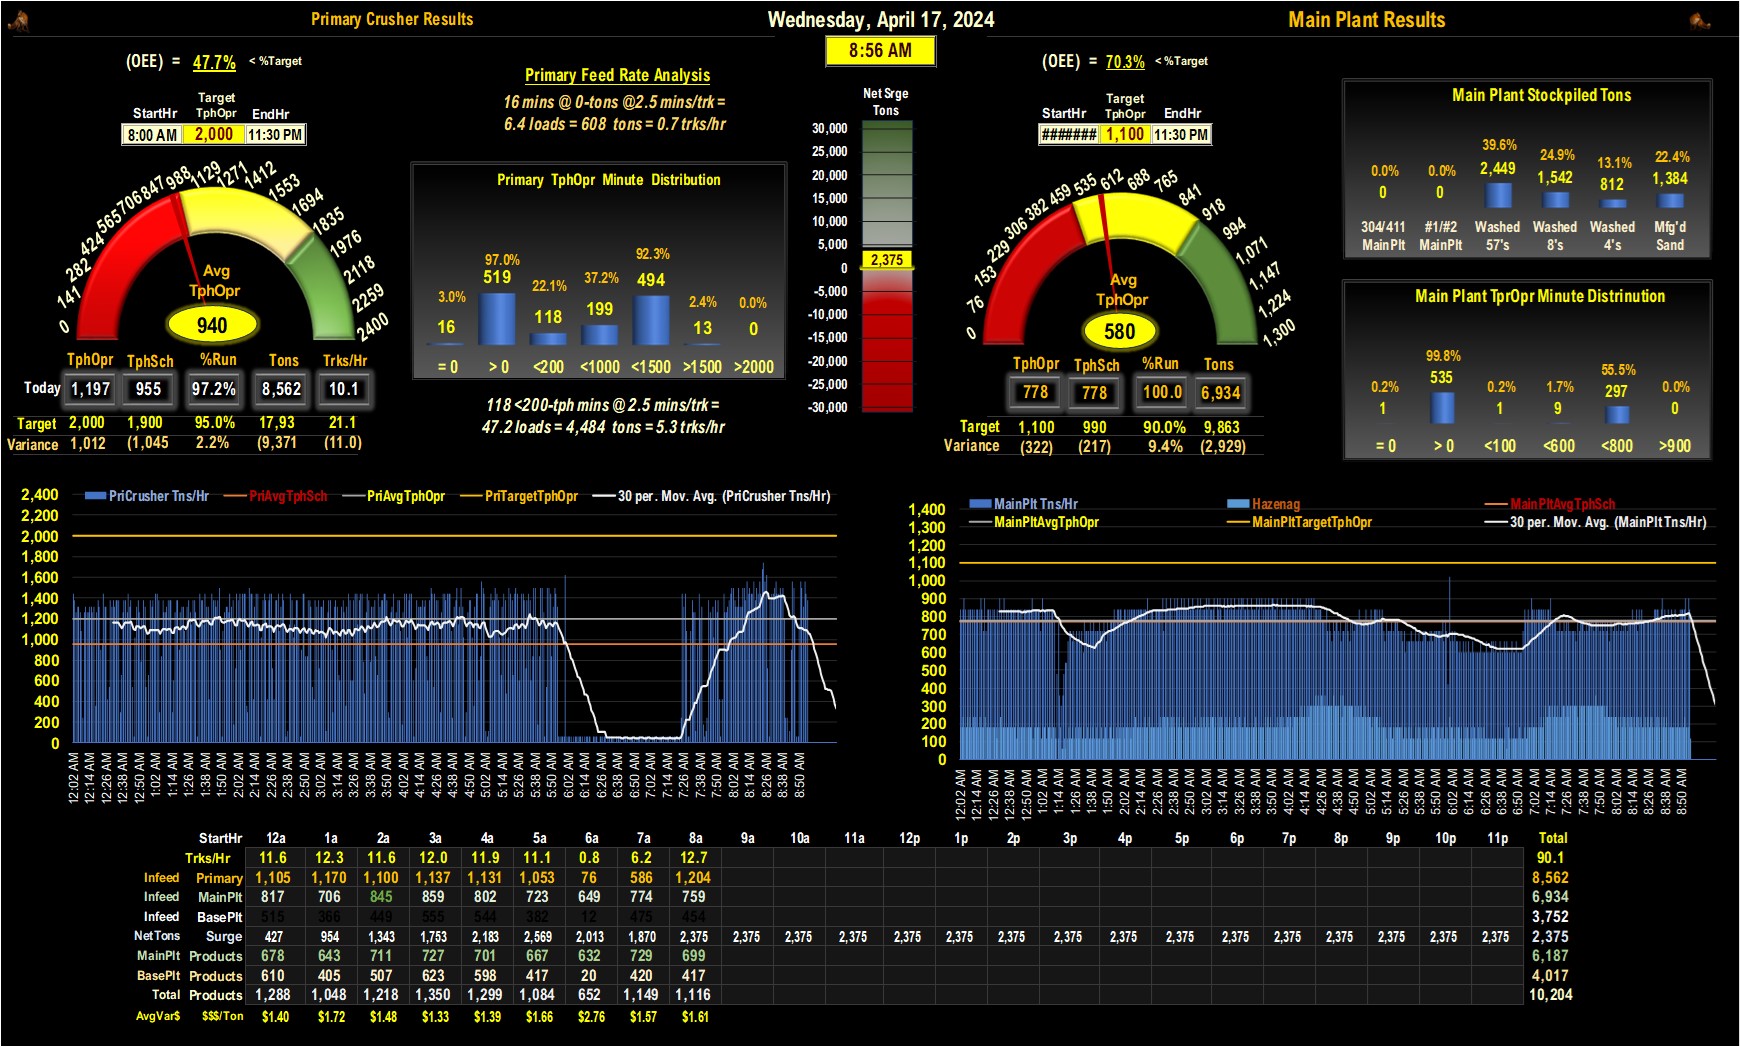 Primary Crusher Results
Wednesday, April 17, 2024
Main Plant Results
8:56 AM
(OEE) = 47.7% < %Target
Target
StartHr TphOpr EndHr
8:00 AM 2,000 11:30 PM
0 141 282 424 565 706 847 988 1129 1271 1412 1553 1694 1835 1976 2118 2259 2400
Avg
TphOpr
940
TphOpr TphSch %Run Tons Trks/Hr
Today 1,197 955 97.2% 8,562 10.1
Target 2,000 1,900 95.0% 17,93 21.1
Variance 1,012 (1,045 2.2% (9,371 (11.0)
Primary Feed Rate Analysis
16 mins @ 0-tons @2.5 mins/trk =
6.4 loads = 608 tons = 0.7 trks/hr
Primary TphOpr Minute Distribution
3.0% 97.0% 22.1% 37.2% 92.3% 2.4% 0.0%
16 519 118 199 494 13 0
= 0 > 0 <200 <1000 <1500 >1500 >2000
118 <200-tph mins @ 2.5 mins/trk =
47.2 loads = 4,484 tons = 5.3 trks/hr
Net Srge
Tons
30,000
25,000
20,000
15,000
10,000
5,000
2,375
0
-5,000
-10,000
-15,000
-20,000
-25,000
-30,000
(OEE) = 70.3% < %Target
Target
StartHr TphOpr EndHr
####### 1,100 11:30 PM
0 76 153 229 306 382 459 535 612 688 765 841 918 994 1,071 1,147 1,224 1,300
Avg
TphOpr
580
TphOpr TphSch %Run Tons
778 778 100.0 6,934
Target 1,100 990 90.0% 9,863
Variance (322) (217) 9.4% (2,929)
Main Plant Stockpiled Tons
0.0% 0.0% 39.6% 24.9% 13.1% 22.4%
0 0 2,449 1,542 812 1,384
304/411 #1/#2 Washed Washed Washed Mfg'd
MainPlt MainPlt 57's 8's 4's Sand
Main Plant TprOpr Minute Distrinution
0.2% 99.8% 0.2% 1.7% 55.5% 0.0%
1 535 1 9 297 0
= 0 > 0 <100 <600 <800 >900
PriCrusher Tns/Hr PriAvgTphSch PriAvgTphOpr PriTargetTphOpr 30 per. Mov. Avg. (PriCrusher Tns/Hr)
2,400
2,200
2,000
1,800
1,600
1,400
1,200
1,000
800
600
400
200
0
12:02 AM 12:14 AM 12:26 AM 12:38 AM 12:50 AM 1:02 AM 1:14 AM 1:26 AM 1:38 AM 1:50 AM 2:02 AM 2:14 AM 2:26 AM 2:38 AM 2:50 AM 3:02 AM 3:14 AM 3:26 AM 3:38 AM 3:50 AM 4:02 AM 4:14 AM 4:26 AM 4:38 AM 4:50 AM 5:02 AM 5:14 AM 5:26 AM 5:38 AM 5:50 AM 6:02 AM 6:14 AM 6:26 AM 6:38 AM 6:50 AM 7:02 AM 7:14 AM 7:26 AM 7:38 AM 7:50 AM 8:02 AM 8:14 AM 8:26 AM 8:38 AM 8:50 AM
MainPlt Tns/Hr Hazenag MainPltAvgTphSch
MainPltAvgTphOpr MainPltTargetTphOpr 30 per. Mov. Avg. (MainPlt Tns/Hr)
1,400
1,300
1,200
1,100
1,000
900
800
700
600
500
400
300
200
100
0
12:02 AM 12:14 AM 12:26 AM 12:38 AM 12:50 AM 1:02 AM 1:14 AM 1:26 AM 1:38 AM 1:50 AM 2:02 AM 2:14 AM 2:26 AM 2:38 AM 2:50 AM 3:02 AM 3:14 AM 3:26 AM 3:38 AM 3:50 AM 4:02 AM 4:14 AM 4:26 AM 4:38 AM 4:50 AM 5:02 AM 5:14 AM 5:26 AM 5:38 AM 5:50 AM 6:02 AM 6:14 AM 6:26 AM 6:38 AM 6:50 AM 7:02 AM 7:14 AM 7:26 AM 7:38 AM 7:50 AM 8:02 AM 8:14 AM 8:26 AM 8:38 AM 8:50 AM
StartHr 12a 1a 2a 3a 4a 5a 6a 7a 8a 9a 10a 11a 12p 1p 2p 3p 4p 5p 6p 7p 8p 9p 10p 11p Total
Trks/Hr 11.6 12.3 11.6 12.0 11.9 11.1 0.8 6.2 12.7 90.1
Infeed Primary 1,105 1,170 1,100 1,137 1,131 1,053 76 586 1,204 8,562
Infeed MainPlt 817 706 845 859 802 723 649 774 759 6,934
Infeed BasePlt 515 366 449 555 544 382 12 475 454 3,752
NetTons Surge 427 954 1,343 1,753 2,183 2,569 2,013 1,870 2,375 2,375 2,375 2,375 2,375 2,375 2,375 2,375 2,375 2,375 2,375 2,375 2,375 2,375 2,375 2,375 2,375
MainPlt Products 678 643 711 727 701 667 632 729 699 6,187
BasePlt Products 610 405 507 623 598 417 20 420 417 4,017
Total Products 1,288 1,048 1,218 1,350 1,299 1,084 652 1,149 1,116 10,204
AvgVar$ $$$/Ton $1.40 $1.72 $1.48 $1.33 $1.39 $1.66 $2.76 $1.57 $1.61